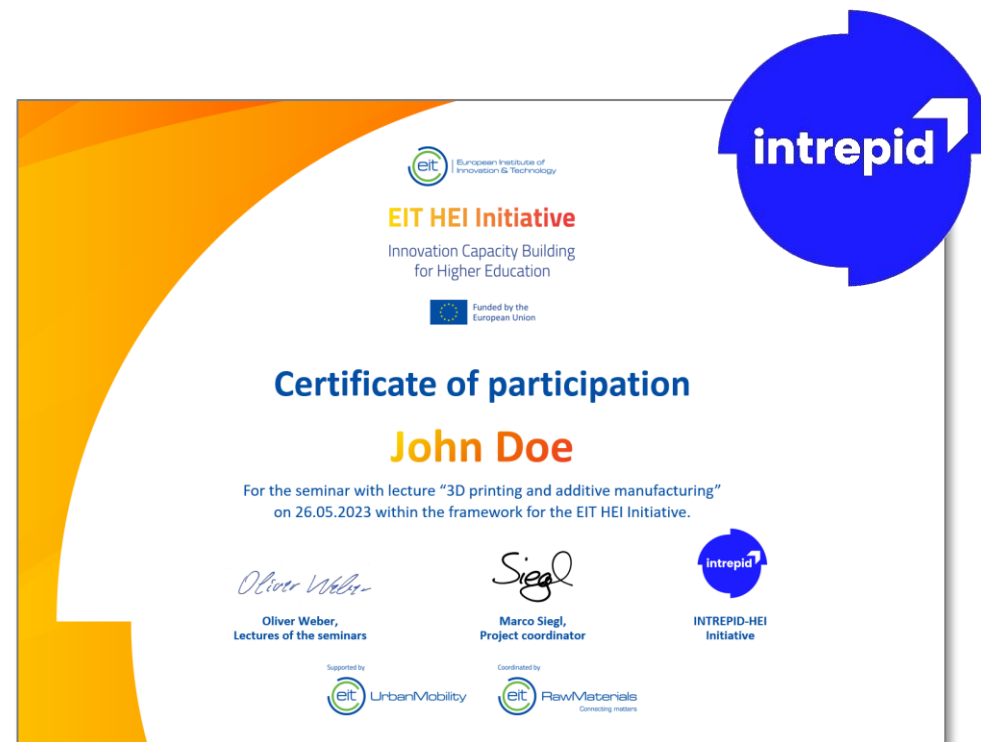 intrepid
eit
European Institute of
Innovation & Technology
EIT HEI Initiative
Innovation Capacity Building
for Higher Education
Funded by the
European Union
Certificate of participation
John Doe
For the seminar with lecture “3D printing and additive manufacturing”
on 26.05.2023 within the framework for the EIT HEI Initiative.
Oliver Weber
Siegl
intrepid
Oliver Weber,
Lectures of the seminars
Marco Siegl,
Project coordinator
INTREPID-HEI
Initiative
Supported by
eit UrbanMobility
Coordinated by
eit RawMaterials
Connecting matters